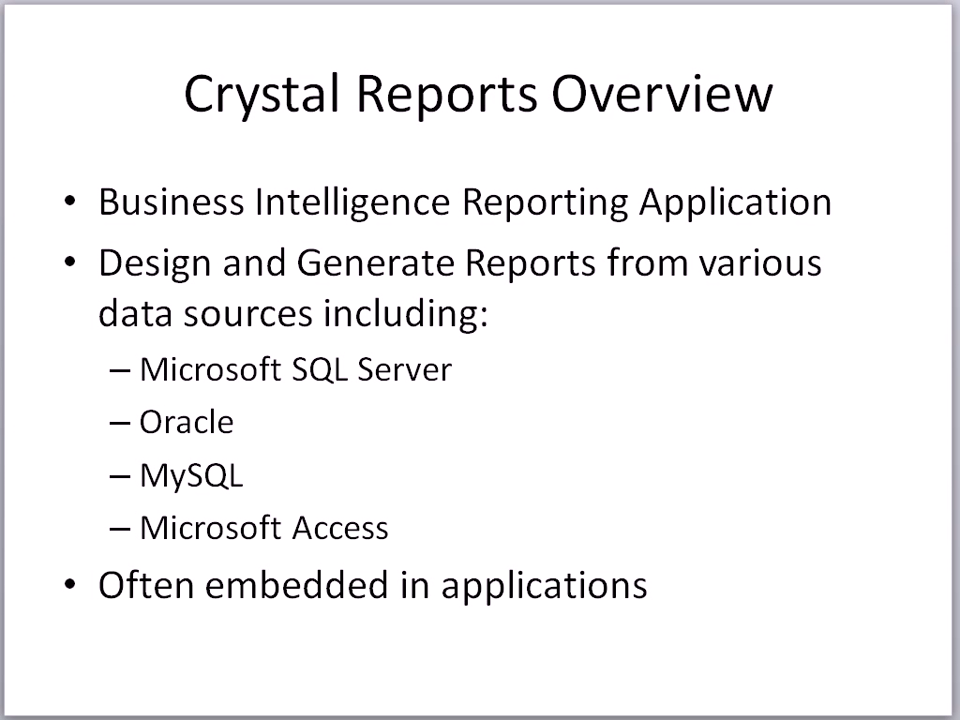 Crystal Reports Overview
• Business Intelligence Reporting Application
• Design and Generate Reports from various
data sources including:
– Microsoft SQL Server
– Oracle
– MySQL
– Microsoft Access
• Often embedded in applications